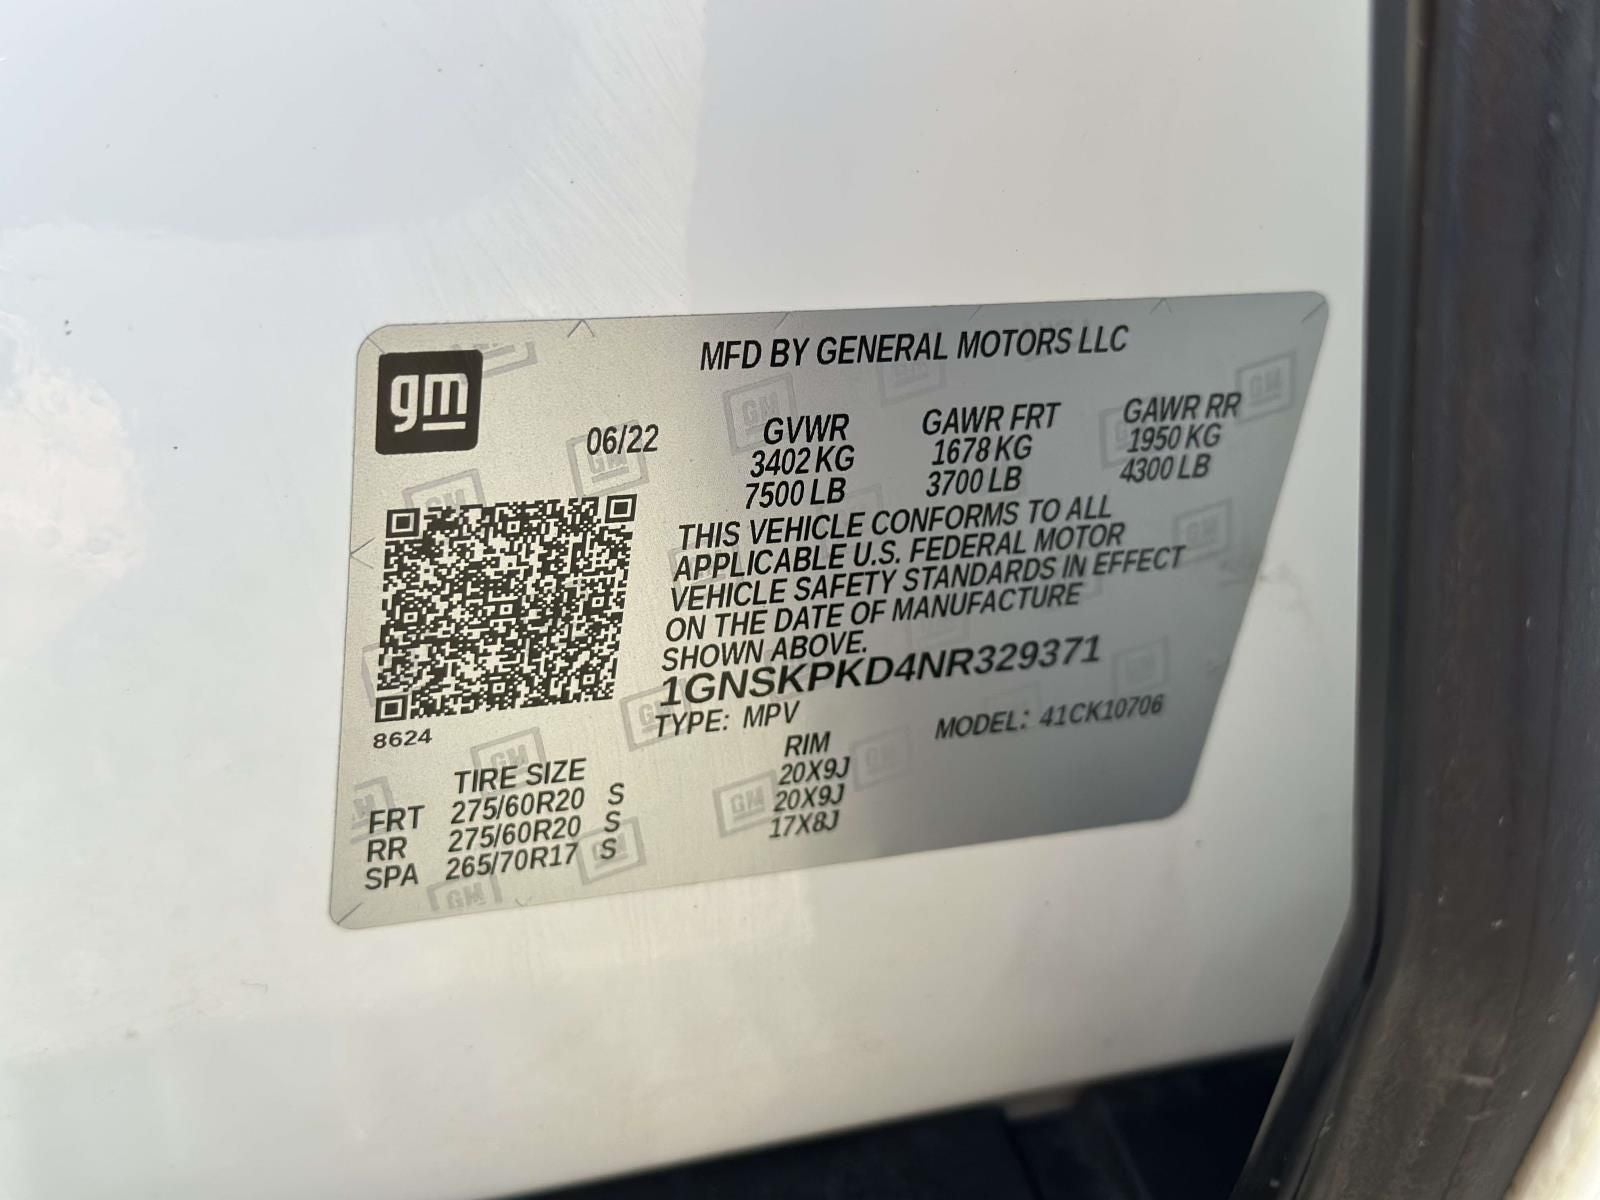 gm
MFD BY GENERAL MOTORS LLC
06/22
GVWR GAWR FRT GAWR RR
3402 KG 1678 KG 1950 KG
7500 LB 3700 LB 4300 LB
THIS VEHICLE CONFORMS TO ALL
APPLICABLE U.S. FEDERAL MOTOR
VEHICLE SAFETY STANDARDS IN EFFECT
ON THE DATE OF MANUFACTURE
SHOWN ABOVE.
1GNSKPKD4NR329371
TYPE: MPV MODEL: 41CK10706
8624
TIRE SIZE RIM
FRT 275/60R20 S 20X9J
RR 275/60R20 S 20X9J
SPA 265/70R17 S 17X8J